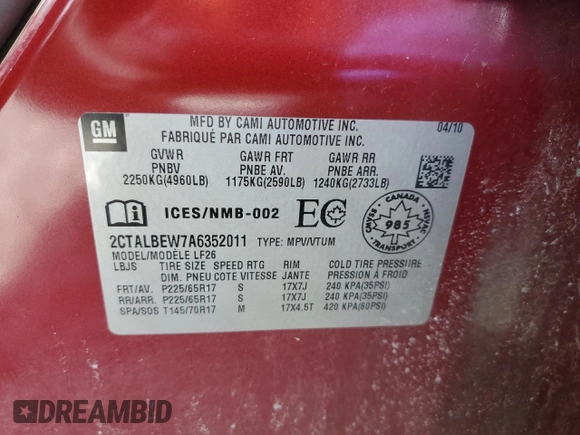 GM
MFD BY CAMI AUTOMOTIVE INC.
FABRIQUÉ PAR CAMI AUTOMOTIVE INC.
04/10
GVWR GAWR FRT GAWR RR
PNBV PNBE AV. PNBE ARR.
2250KG(4960LB) 1175KG(2590LB) 1240KG(2733LB)
ICES/NMB-002 EC
CANADA
CMVSS NSVAC
985
TRANSPORT
2CTALBEW7A6352011 TYPE: MPV/VTUM
MODEL/MODÈLE LF26
LBJS TIRE SIZE SPEED RTG RIM COLD TIRE PRESSURE
DIM. PNEU COTE VITESSE JANTE PRESSION À FROID
FRT/AV. P225/65R17 S 17X7J 240 KPA(35PSI)
RR/ARR. P225/65R17 S 17X7J 240 KPA(35PSI)
SPA/SOS T145/70R17 M 17X4.5T 420 KPA(60PSI)
DREAMBID